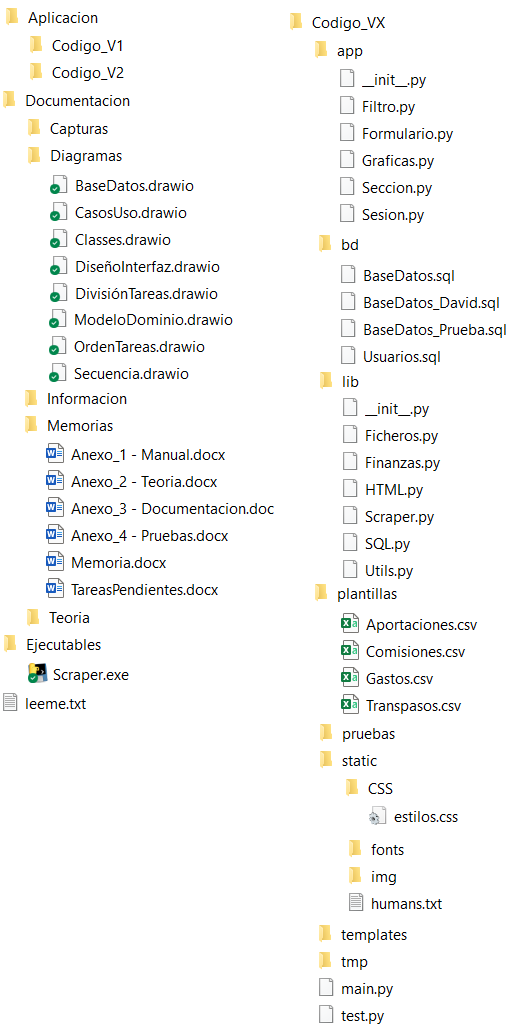 Aplicacion
Codigo_V1
Codigo_V2
Documentacion
Capturas
Diagramas
BaseDatos.drawio
CasosUso.drawio
Classes.drawio
DiseñoInterfaz.drawio
DivisiónTareas.drawio
ModeloDominio.drawio
OrdenTareas.drawio
Secuencia.drawio
Informacion
Memorias
Anexo_1 - Manual.docx
Anexo_2 - Teoria.docx
Anexo_3 - Documentacion.doc
Anexo_4 - Pruebas.docx
Memoria.docx
TareasPendientes.docx
Teoria
Ejecutables
Scraper.exe
leeme.txt
Codigo_VX
app
__init__.py
Filtro.py
Formulario.py
Graficas.py
Seccion.py
Sesion.py
bd
BaseDatos.sql
BaseDatos_David.sql
BaseDatos_Prueba.sql
Usuarios.sql
lib
__init__.py
Ficheros.py
Finanzas.py
HTML.py
Scraper.py
SQL.py
Utils.py
plantillas
Aportaciones.csv
Comisiones.csv
Gastos.csv
Transpasos.csv
pruebas
static
CSS
estilos.css
fonts
img
humans.txt
templates
tmp
main.py
test.py